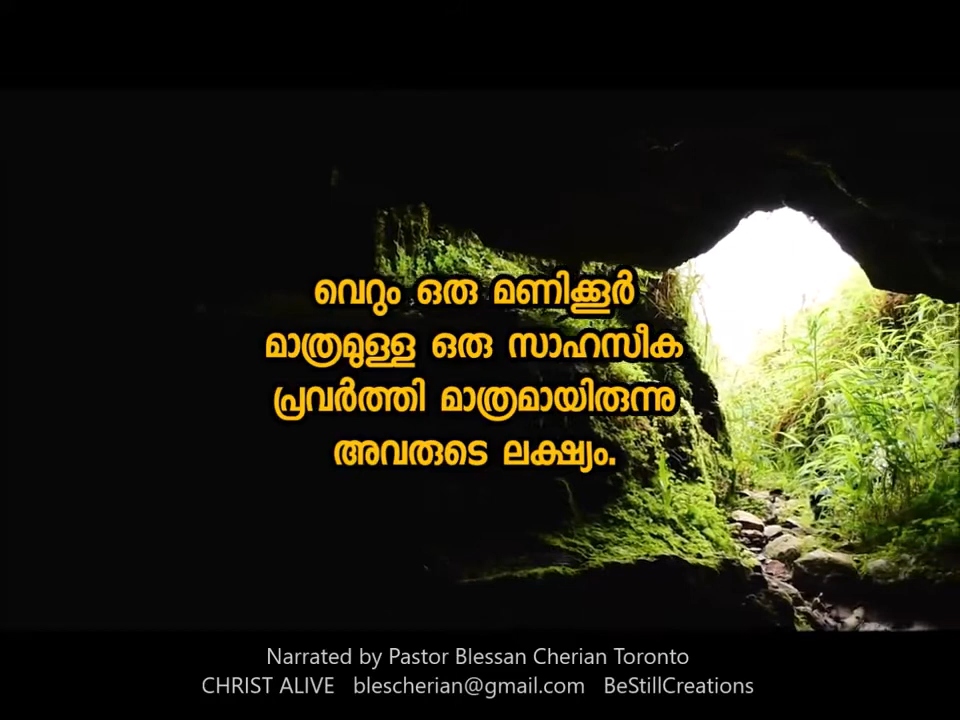 വെറും ഒരു മണിക്കൂർ
മാത്രമുള്ള ഒരു സാഹസീക
പ്രവർത്തി മാത്രമായിരുന്നു
അവരുടെ ലക്ഷ്യം.
Narrated by Pastor Blessan Cherian Toronto
CHRIST ALIVE blescherian@gmail.com BeStillCreations